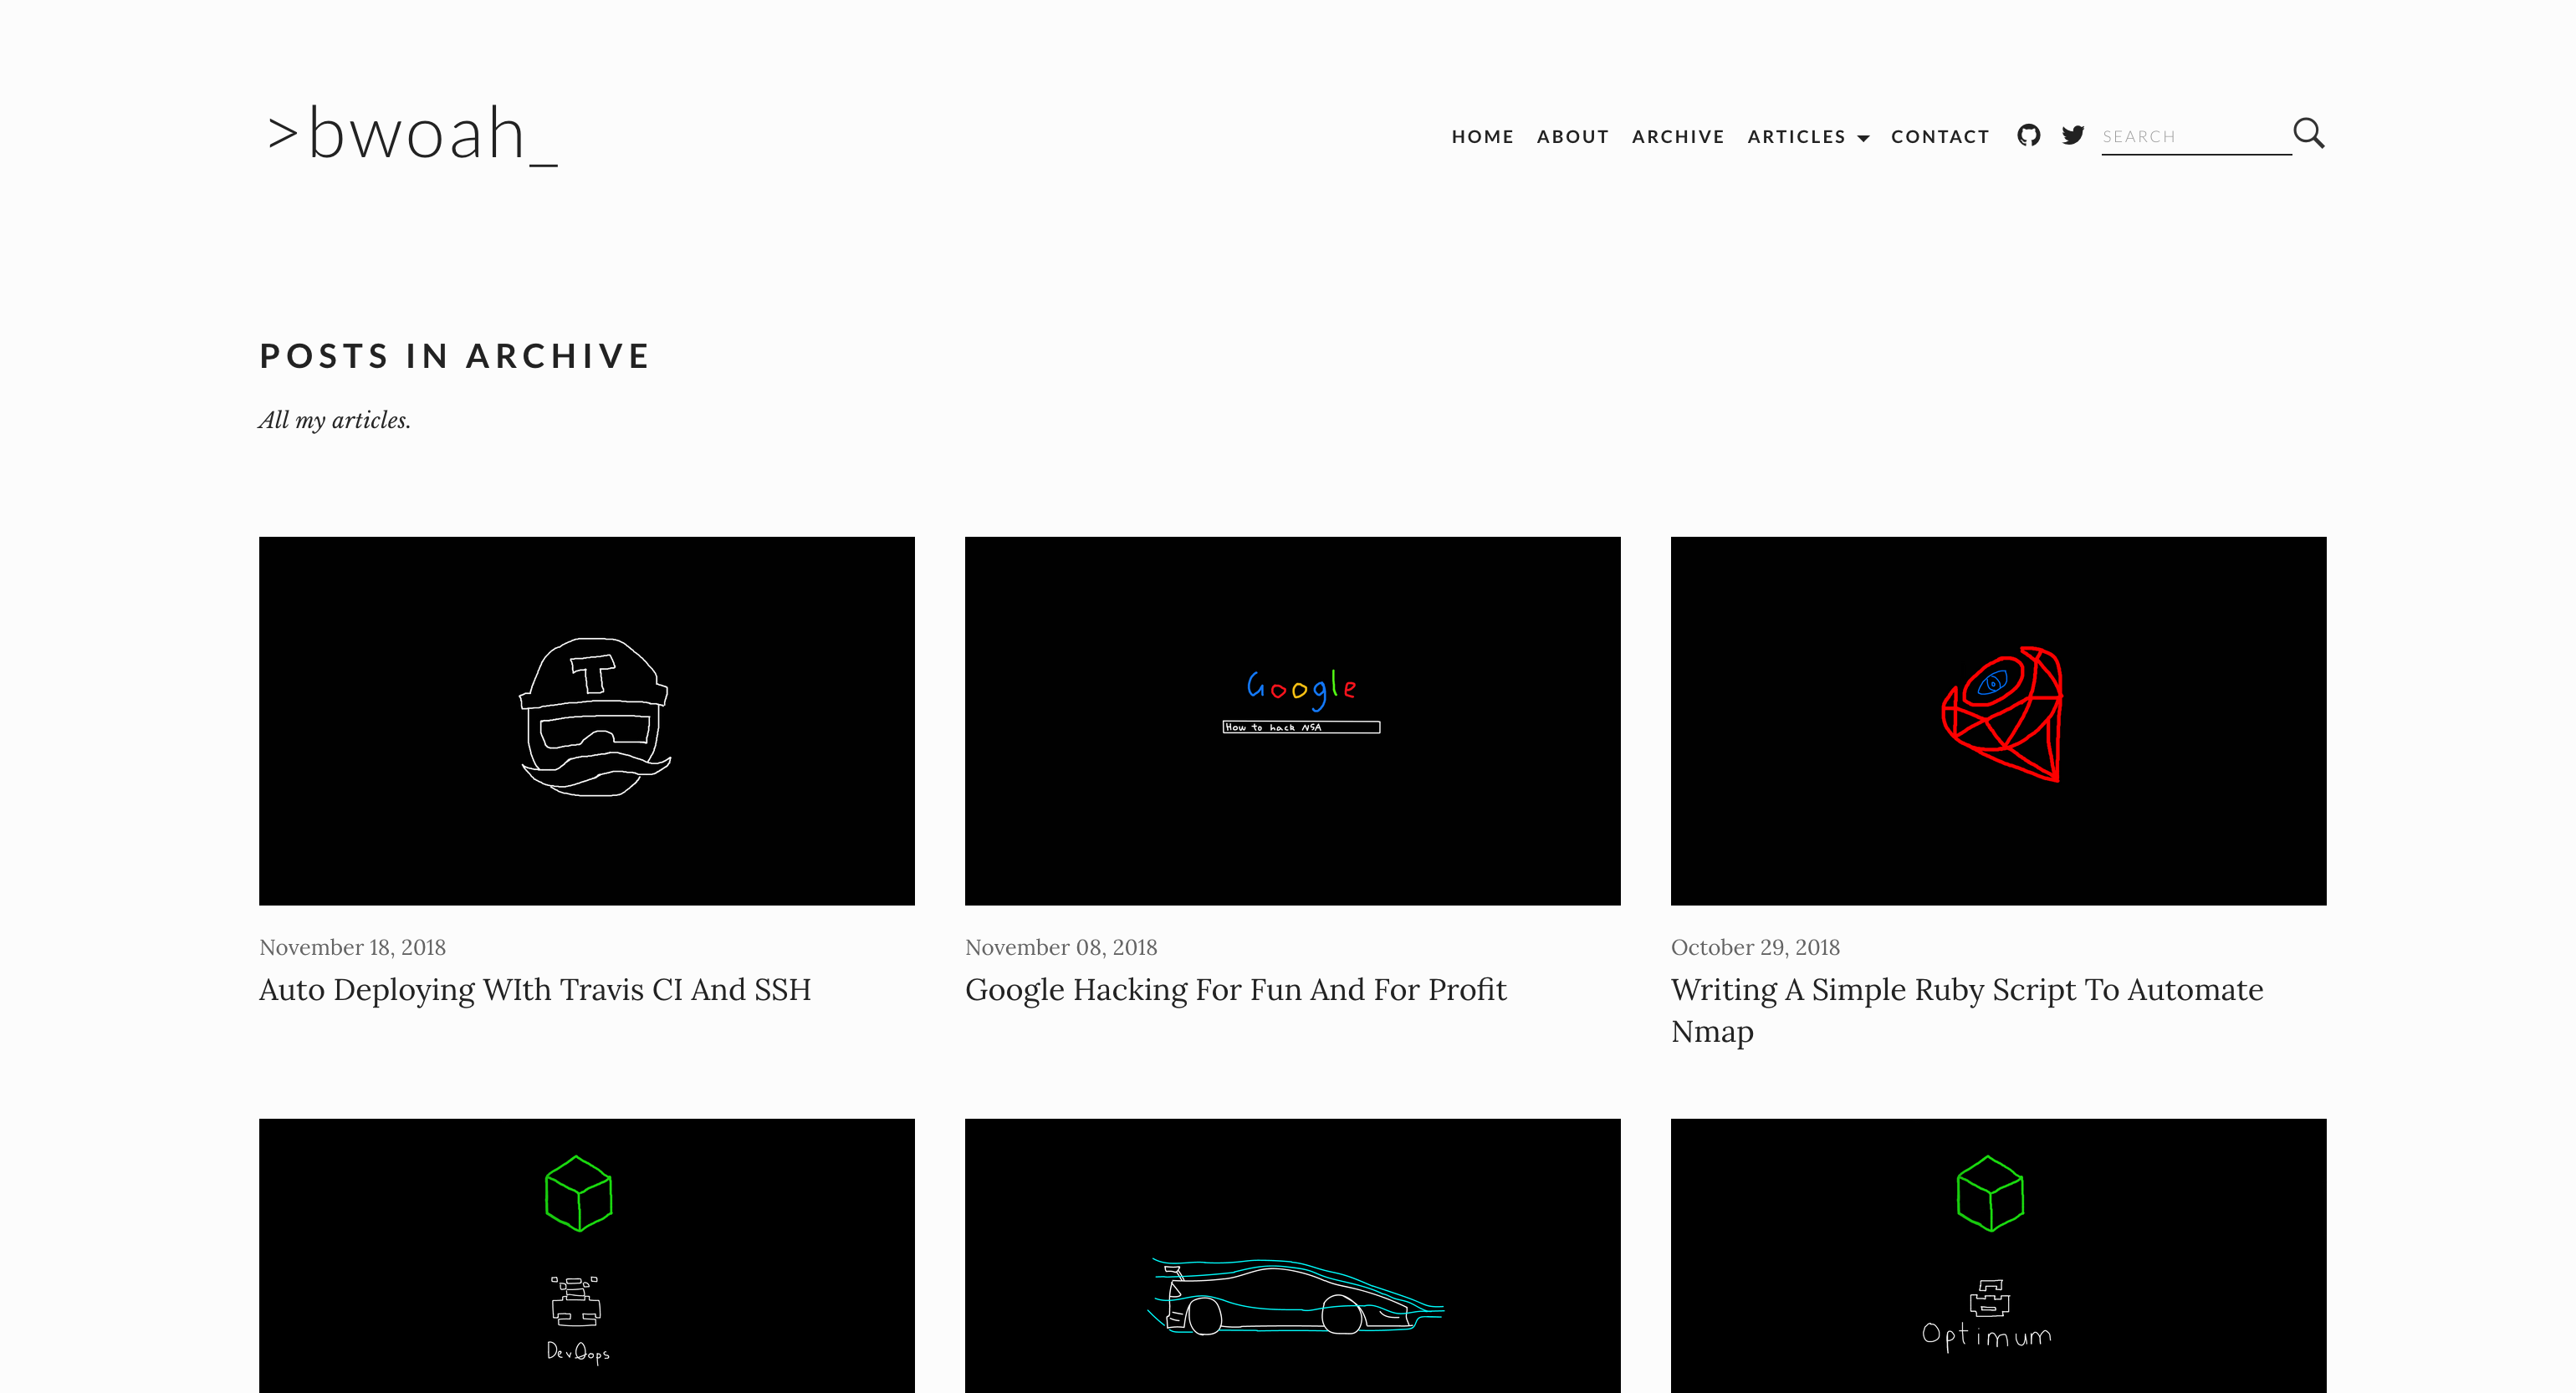 >bwoah_
HOME ABOUT ARCHIVE ARTICLES CONTACT SEARCH
POSTS IN ARCHIVE
All my articles.
T
Google
How to hack NSA
November 18, 2018
Auto Deploying WIth Travis CI And SSH
November 08, 2018
Google Hacking For Fun And For Profit
October 29, 2018
Writing A Simple Ruby Script To Automate
Nmap
DevOops
Optimum